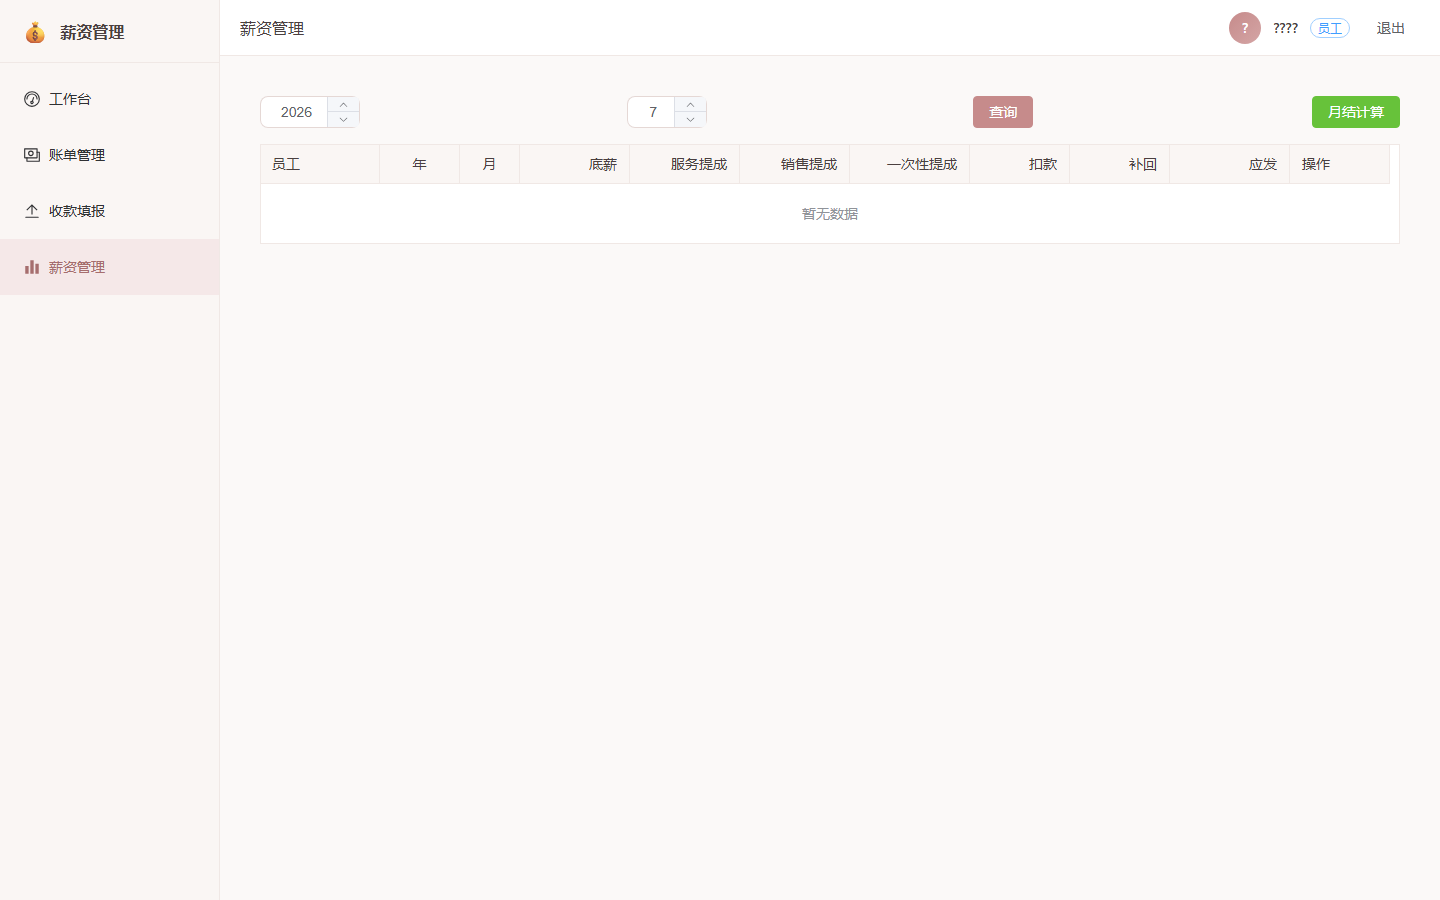 薪资管理
工作台
账单管理
收款填报
薪资管理
薪资管理
? ???? 员工 退出
2026 7 查询 月结计算
员工 年 月 底薪 服务提成 销售提成 一次性提成 扣款 补回 应发 操作
暂无数据